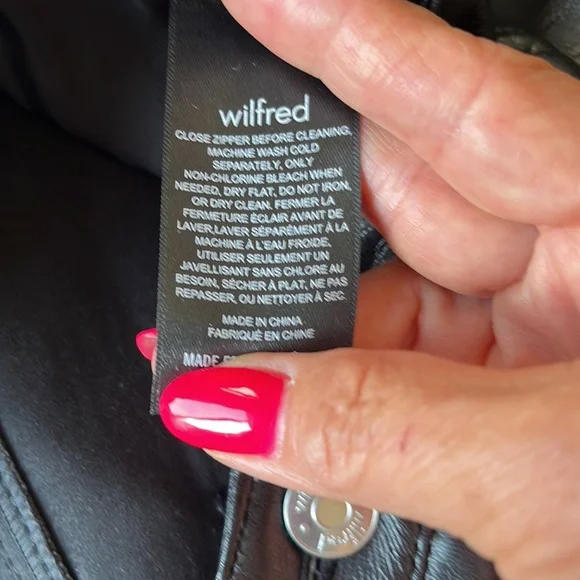 wilfred
CLOSE ZIPPER BEFORE CLEANING,
MACHINE WASH COLD
SEPARATELY, ONLY
NON-CHLORINE BLEACH WHEN
NEEDED, DRY FLAT, DO NOT IRON,
OR DRY CLEAN. FERMER LA
FERMETURE ÉCLAIR AVANT DE
LAVER,LAVER SÉPARÉMENT À LA
MACHINE À L'EAU FROIDE,
UTILISER SEULEMENT UN
JAVELLISANT SANS CHLORE AU
BESOIN, SÉCHER À PLAT, NE PAS
REPASSER, OU NETTOYER À SEC.
MADE IN CHINA
FABRIQUÉ EN CHINE
MADE